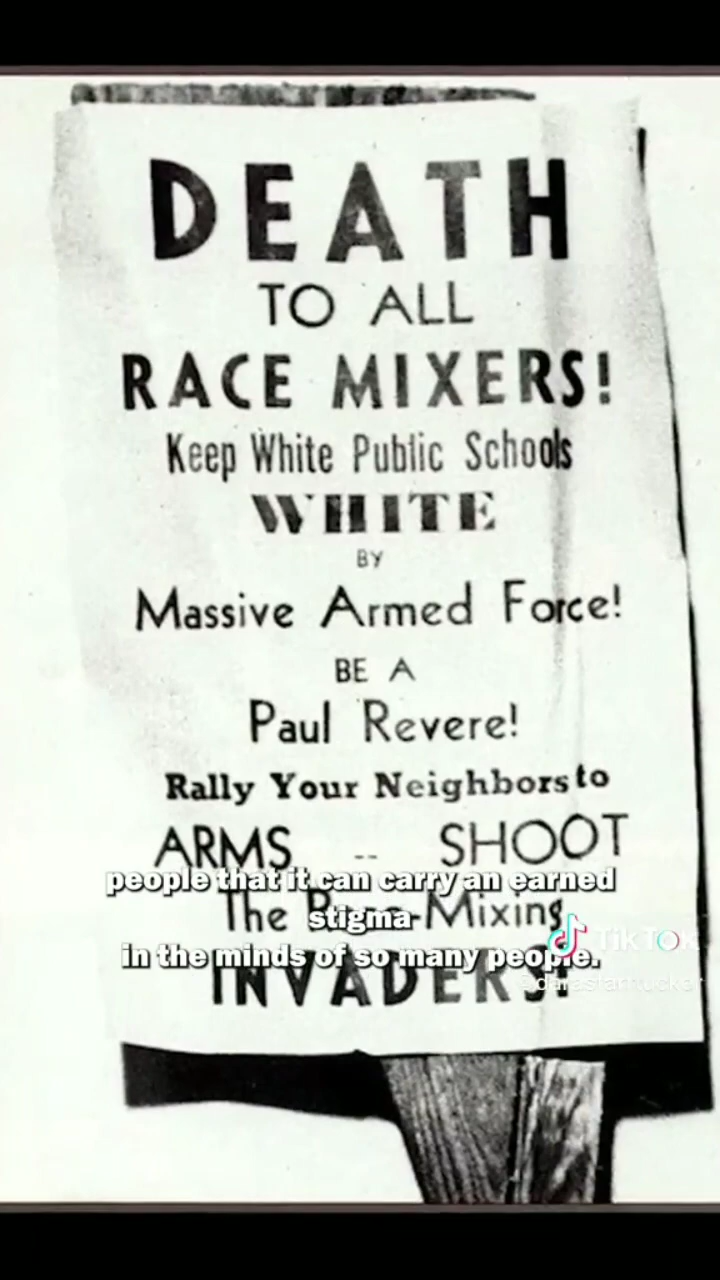 DEATH
TO ALL
RACE MIXERS!
Keep White Public Schools
WHITE
BY
Massive Armed Force!
BE A
Paul Revere!
Rally Your Neighbors to
ARMS -- SHOOT
people that it can carry an earned
The Race-Mixing
stigma
in the minds of so many people.
INVADERS!
TikTok
@darastarrtucker